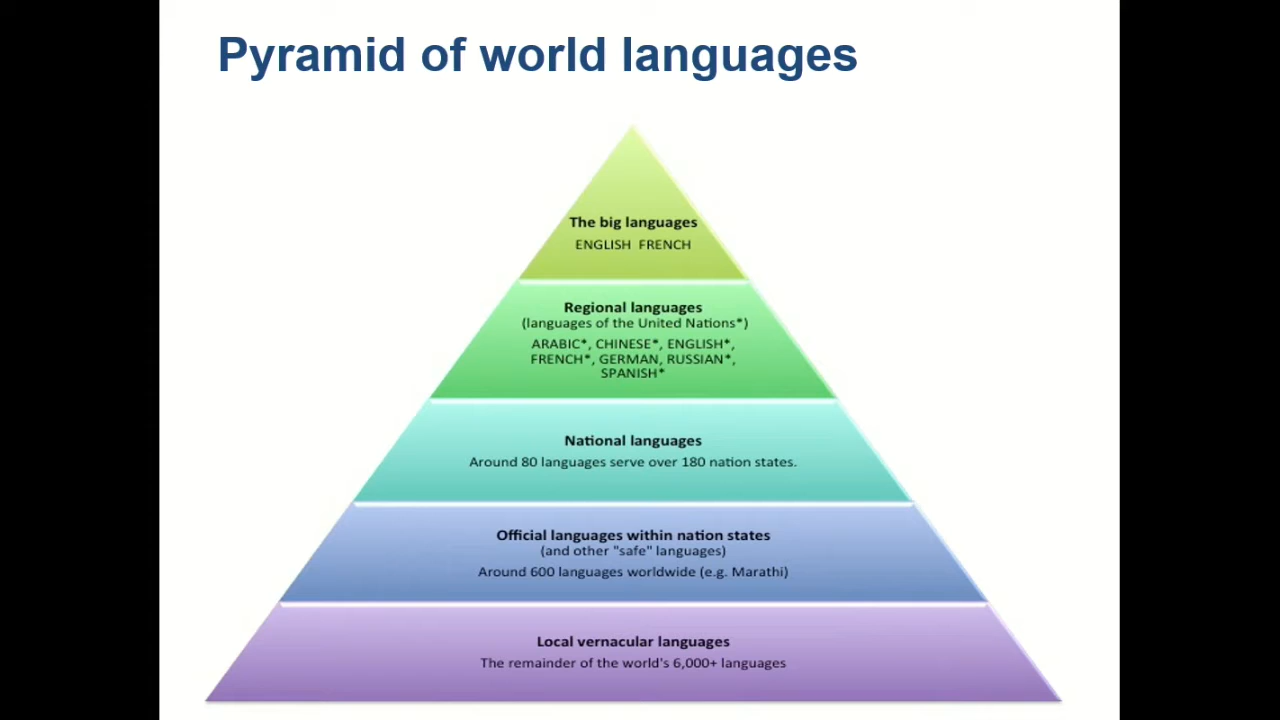 Pyramid of world languages
The big languages
ENGLISH FRENCH
Regional languages
(languages of the United Nations*)
ARABIC*, CHINESE*, ENGLISH*,
FRENCH*, GERMAN, RUSSIAN*,
SPANISH*
National languages
Around 80 languages serve over 180 nation states.
Official languages within nation states
(and other "safe" languages)
Around 600 languages worldwide (e.g. Marathi)
Local vernacular languages
The remainder of the world's 6,000+ languages